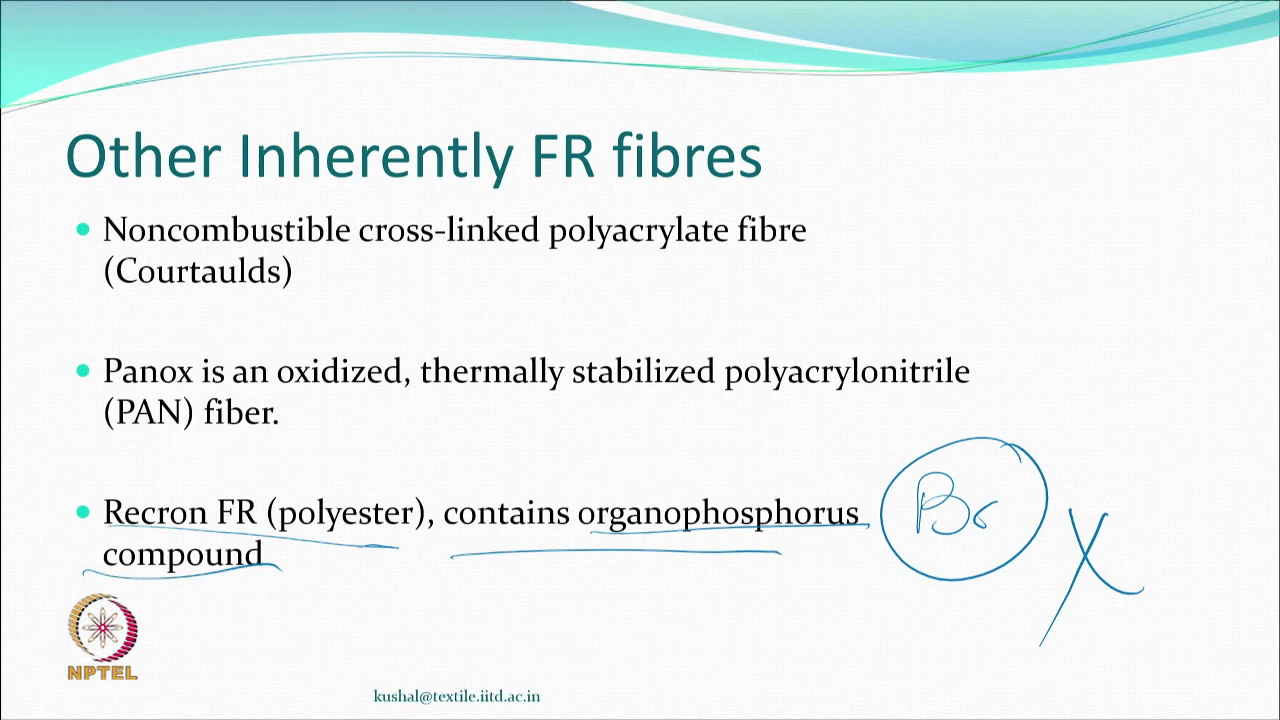 Other Inherently FR fibres
• Noncombustible cross-linked polyacrylate fibre
(Courtaulds)
• Panox is an oxidized, thermally stabilized polyacrylonitrile
(PAN) fiber.
• Recron FR (polyester), contains organophosphorus
compound
Br
X
NPTEL
kushal@textile.iitd.ac.in